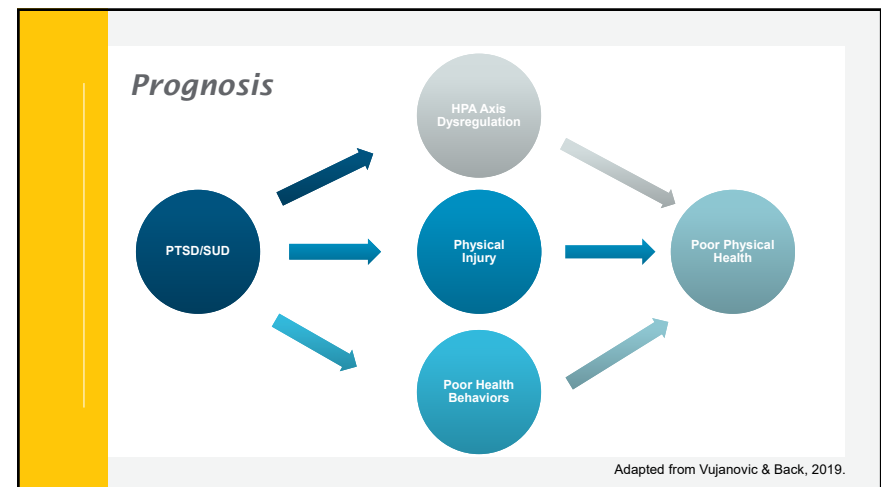 Prognosis
HPA Axis
Dysregulation
PTSD/SUD
Physical
Injury
Poor Physical
Health
Poor Health
Behaviors
Adapted from Vujanovic & Back, 2019.